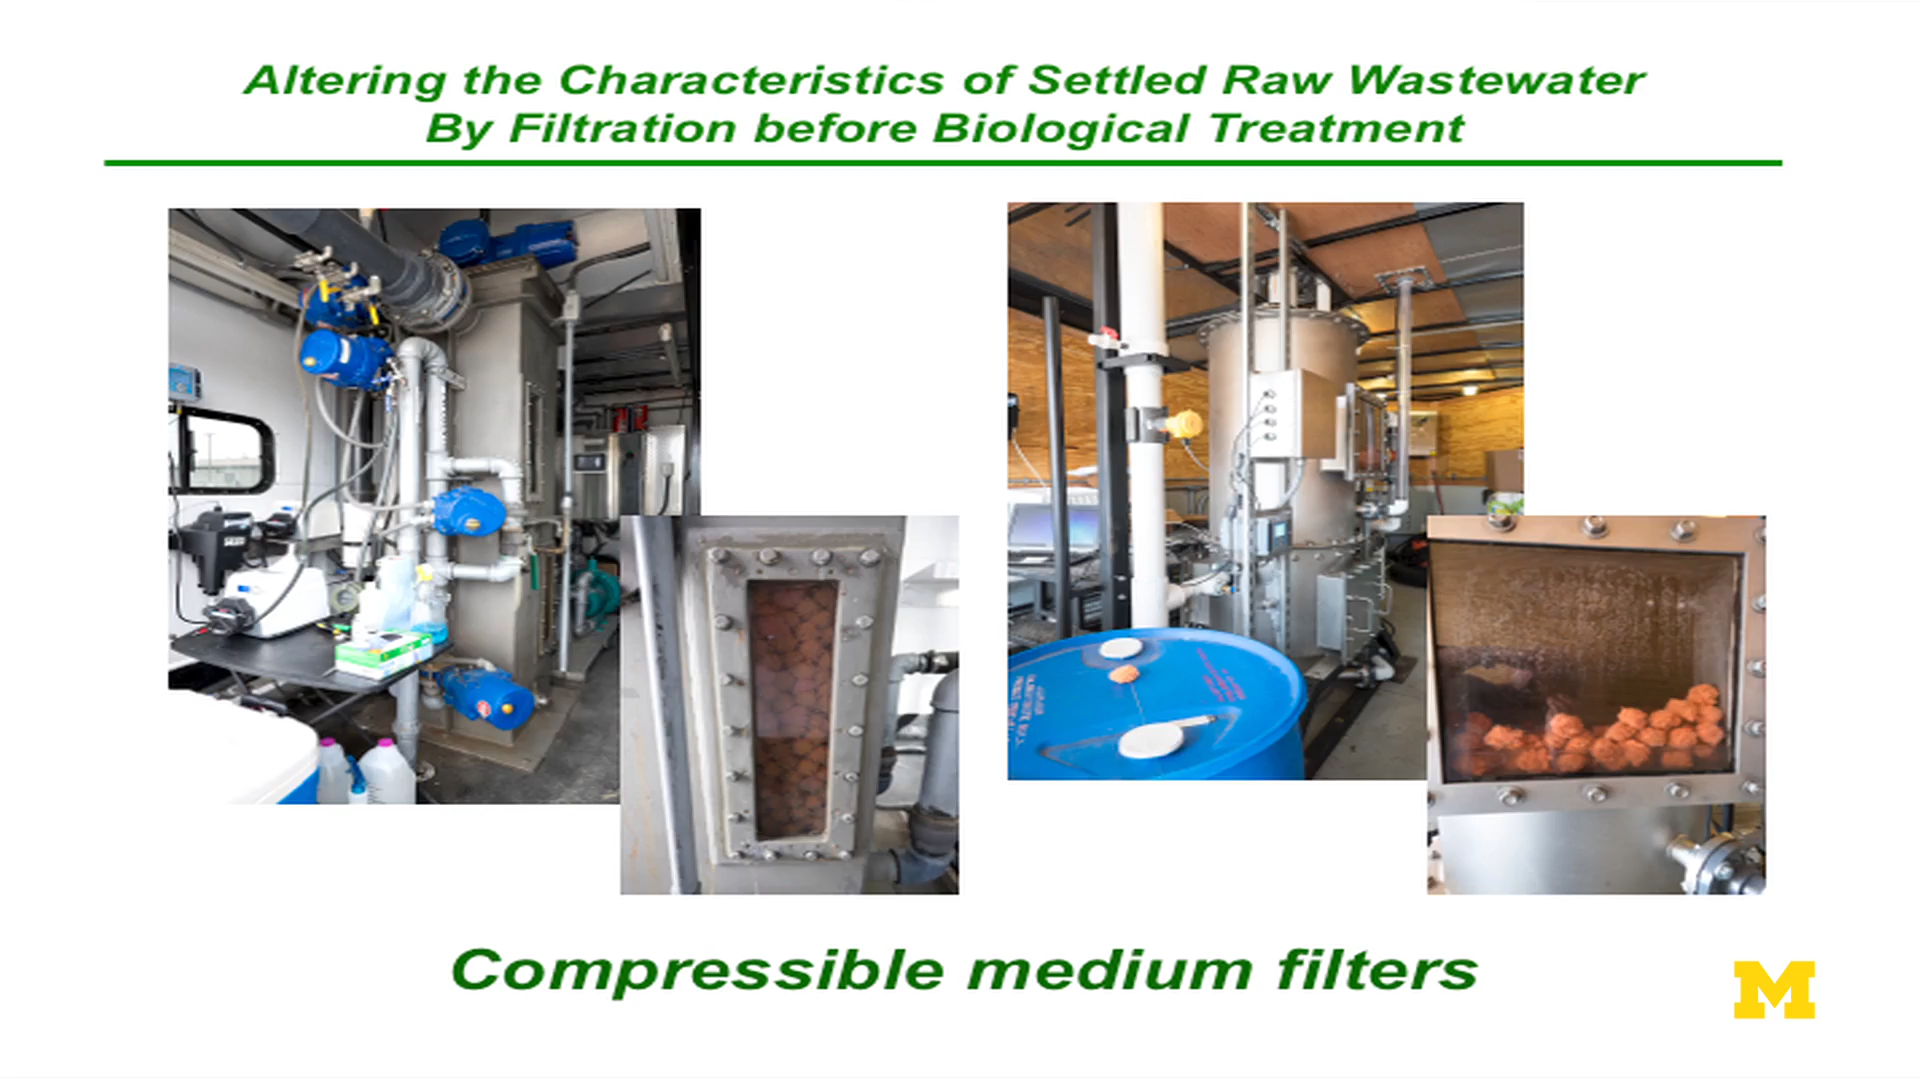 Altering the Characteristics of Settled Raw Wastewater
By Filtration before Biological Treatment
Compressible medium filters
M